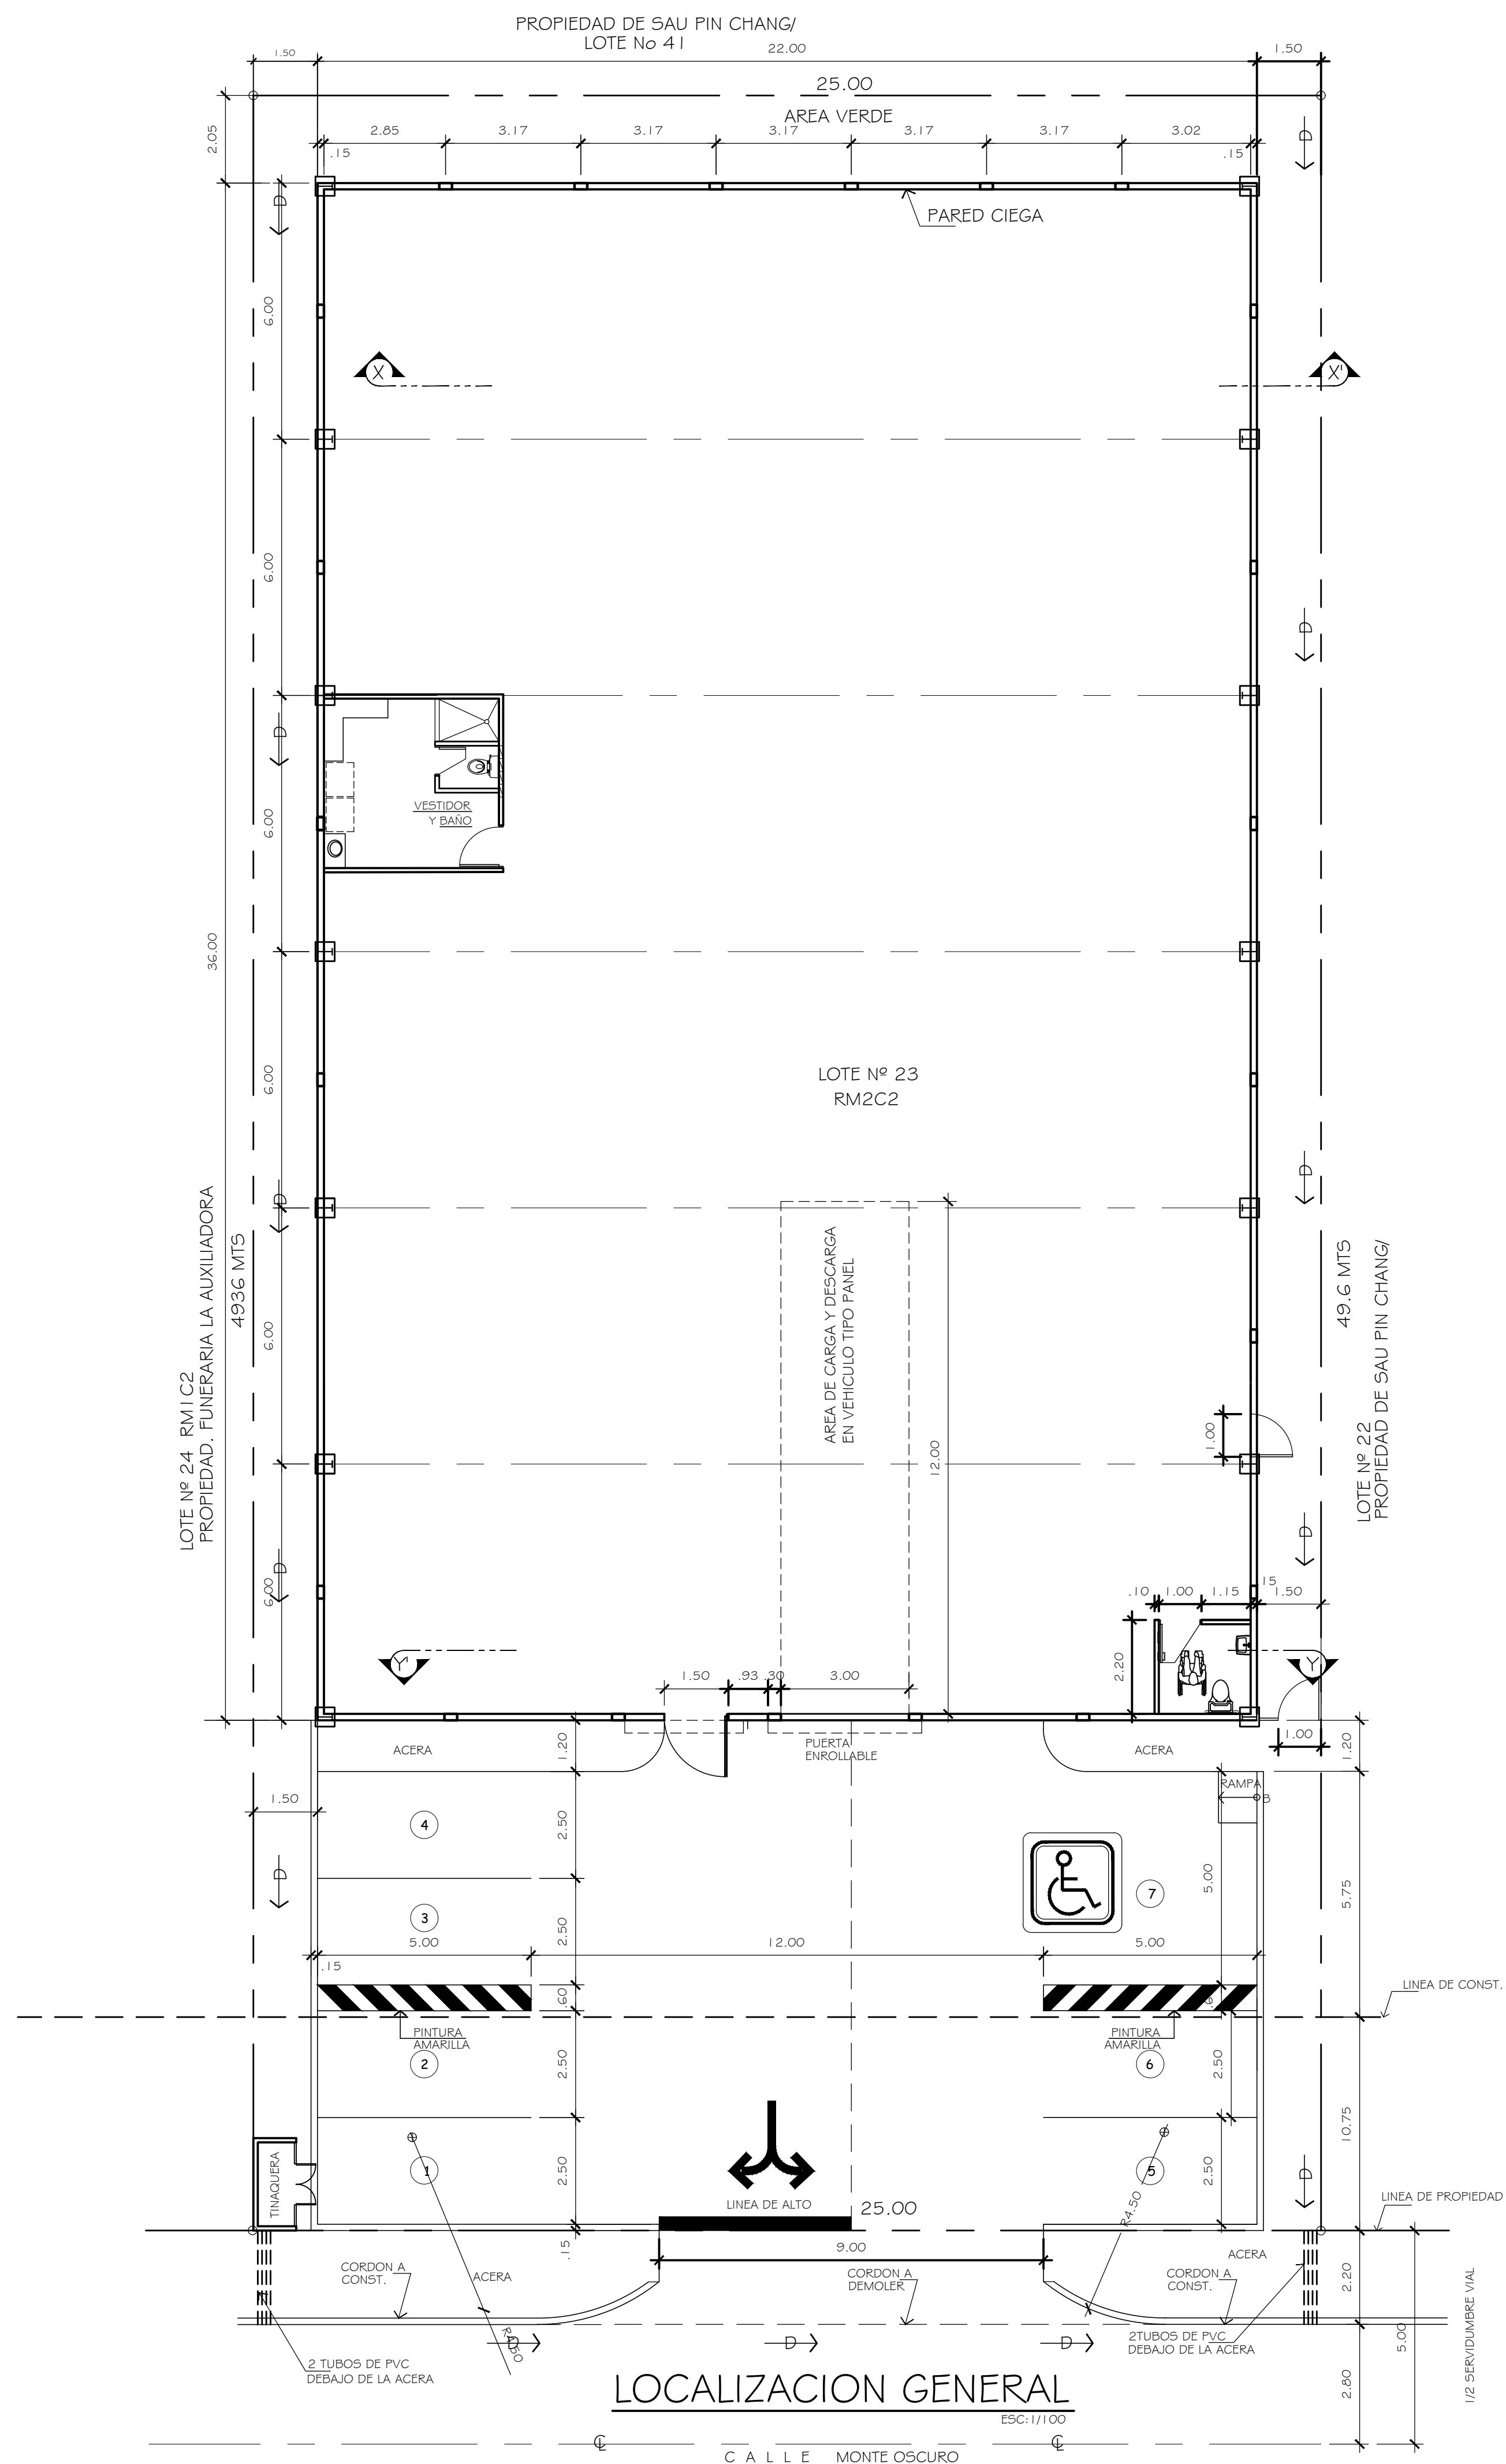 PROPIEDAD DE SAU PIN CHANG/
LOTE No 41
1.50
22.00
1.50
25.00
AREA VERDE
2.05
2.85
3.17
3.17
3.17
3.17
3.17
3.02
.15
.15
D
D
PARED CIEGA
6.00
X
X'
6.00
D
D
VESTIDOR
Y BAÑO
6.00
36.00
LOTE Nº 23
RM2C2
6.00
D
D
LOTE Nº 24 RM1C2
PROPIEDAD. FUNERARIA LA AUXILIADORA
4936 MTS
6.00
AREA DE CARGA Y DESCARGA
EN VEHICULO TIPO PANEL
12.00
49.6 MTS
LOTE Nº 22
PROPIEDAD DE SAU PIN CHANG/
1.00
D
D
6.00
.10
1.00
1.15
15
1.50
2.20
Y'
Y
1.50
.93
.30
3.00
ACERA
1.20
PUERTA
ENROLLABLE
ACERA
1.00
1.20
1.50
RAMPA
B
4
2.50
D
7
5.00
5.75
3
2.50
5.00
12.00
5.00
.15
.60
.6
LINEA DE CONST.
PINTURA
AMARILLA
PINTURA
AMARILLA
2
2.50
6
2.50
10.75
TINAQUERA
1
2.50
5
2.50
D
R4.50
LINEA DE ALTO
25.00
LINEA DE PROPIEDAD
.15
9.00
CORDON A
CONST.
ACERA
CORDON A
DEMOLER
CORDON A
CONST.
ACERA
2.20
5.00
1/2 SERVIDUMBRE VIAL
R4.50
D
D
D
2 TUBOS DE PVC
DEBAJO DE LA ACERA
2TUBOS DE PVC
DEBAJO DE LA ACERA
2.80
LOCALIZACION GENERAL
ESC:1/100
℄
℄
CALLE MONTE OSCURO